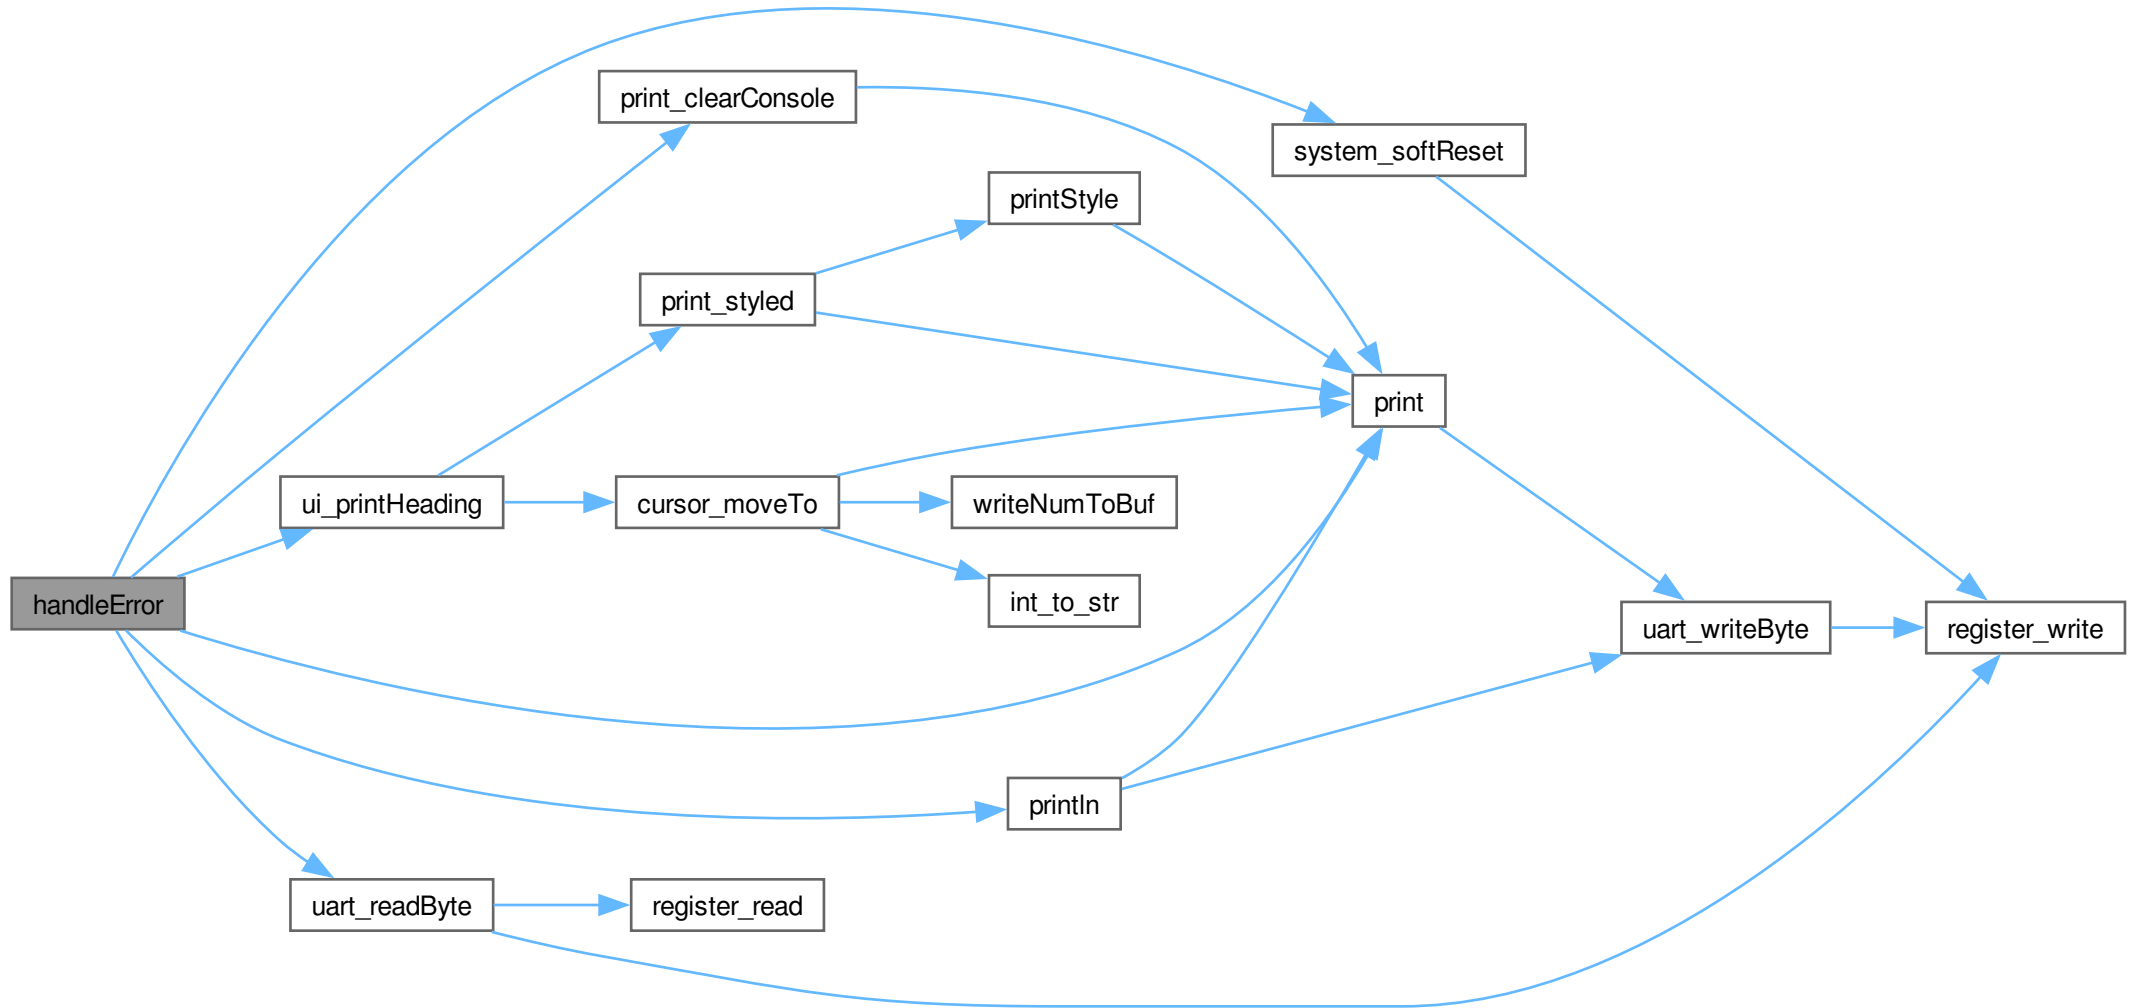 print_clearConsole
system_softReset
printStyle
print_styled
print
ui_printHeading
cursor_moveTo
writeNumToBuf
handleError
int_to_str
uart_writeByte
register_write
println
uart_readByte
register_read